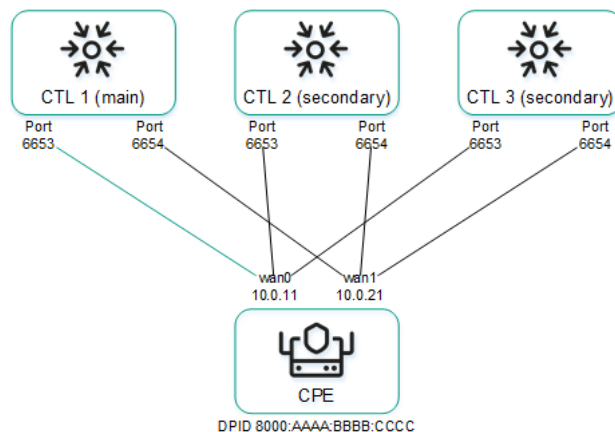 CTL 1 (main)
CTL 2 (secondary)
CTL 3 (secondary)
Port
6653
Port
6654
Port
6653
Port
6654
Port
6653
Port
6654
wan0
10.0.11
wan1
10.0.21
CPE
DPID 8000:AAAA:BBBB:CCCC